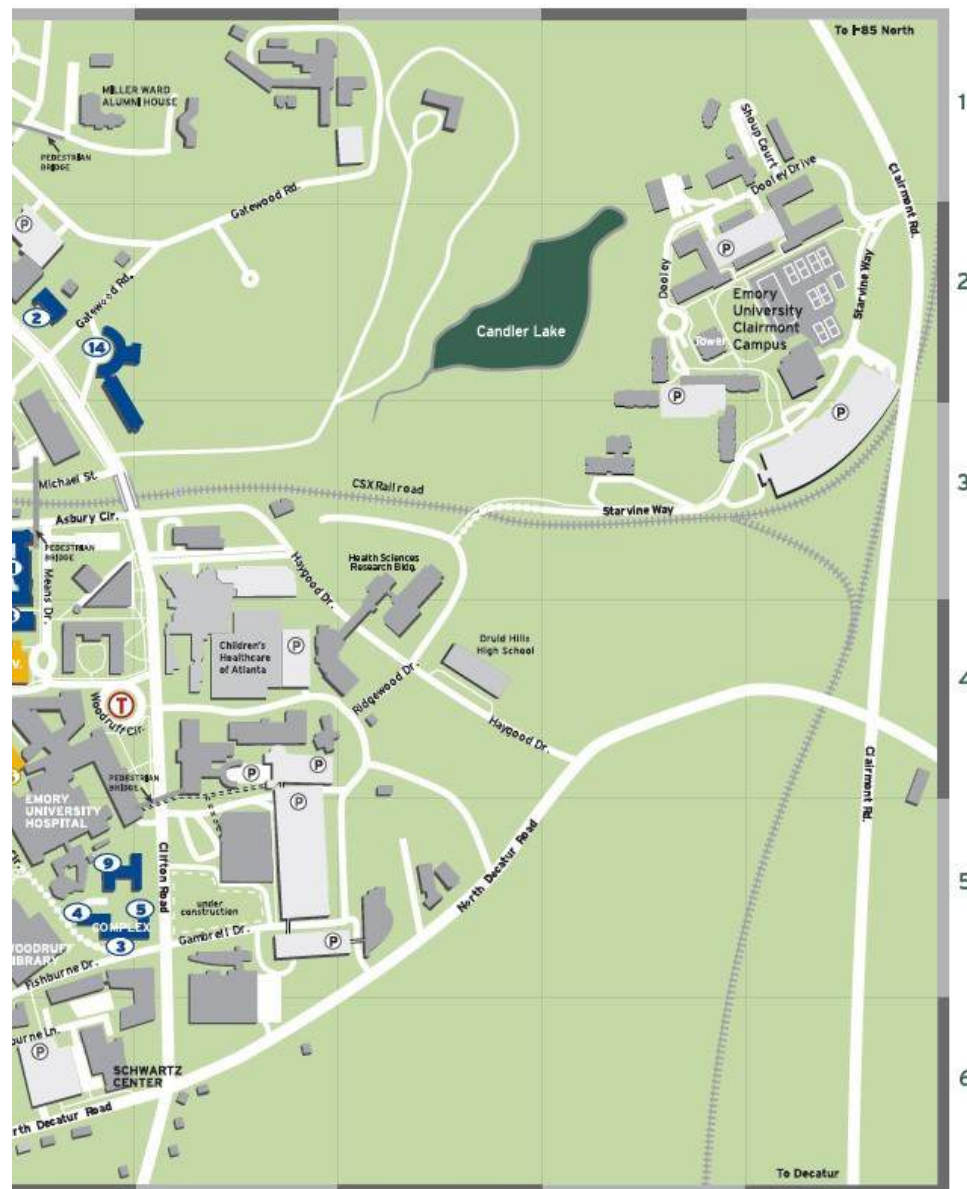 To I-85 North
1
MILLER WARD
ALUMNI HOUSE
PEDESTRIAN
BRIDGE
Shoup Court
Dooley Drive
Clairmont Rd.
Gatewood Rd.
P
P
2
Gatewood Rd.
Dooley
Starvine Way
Emory
University
Clairmont
Campus
2
Candler Lake
Tower
14
P
P
Michael St.
CSX Railroad
3
Starvine Way
Asbury Cir.
PEDESTRIAN
BRIDGE
Means Dr.
Haygood Dr.
Health Sciences
Research Bldg.
Children's
Healthcare
of Atlanta
P
Druid Hills
High School
4
Ridgewood Dr.
T
Woodruff Cir.
Haygood Dr.
Clairmont Rd.
PEDESTRIAN
BRIDGE
P
P
P
EMORY
UNIVERSITY
HOSPITAL
Clifton Road
North Decatur Road
9
5
4
5
COMPLEX
3
under
construction
Gambrell Dr.
P
WOODRUFF
LIBRARY
Fishburne Dr.
burne Ln.
P
SCHWARTZ
CENTER
6
rth Decatur Road
To Decatur